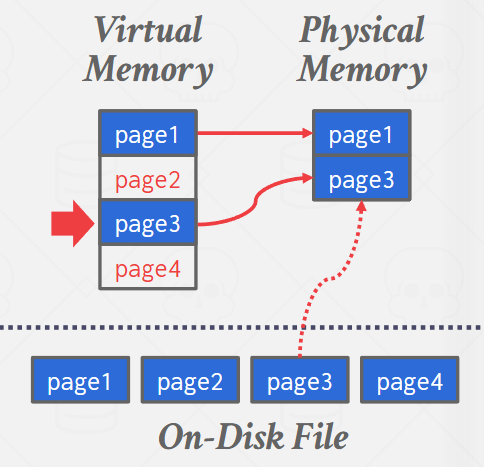 Virtual Memory
Physical Memory
page1
page2
page3
page4
page1
page3
page1
page2
page3
page4
On-Disk File